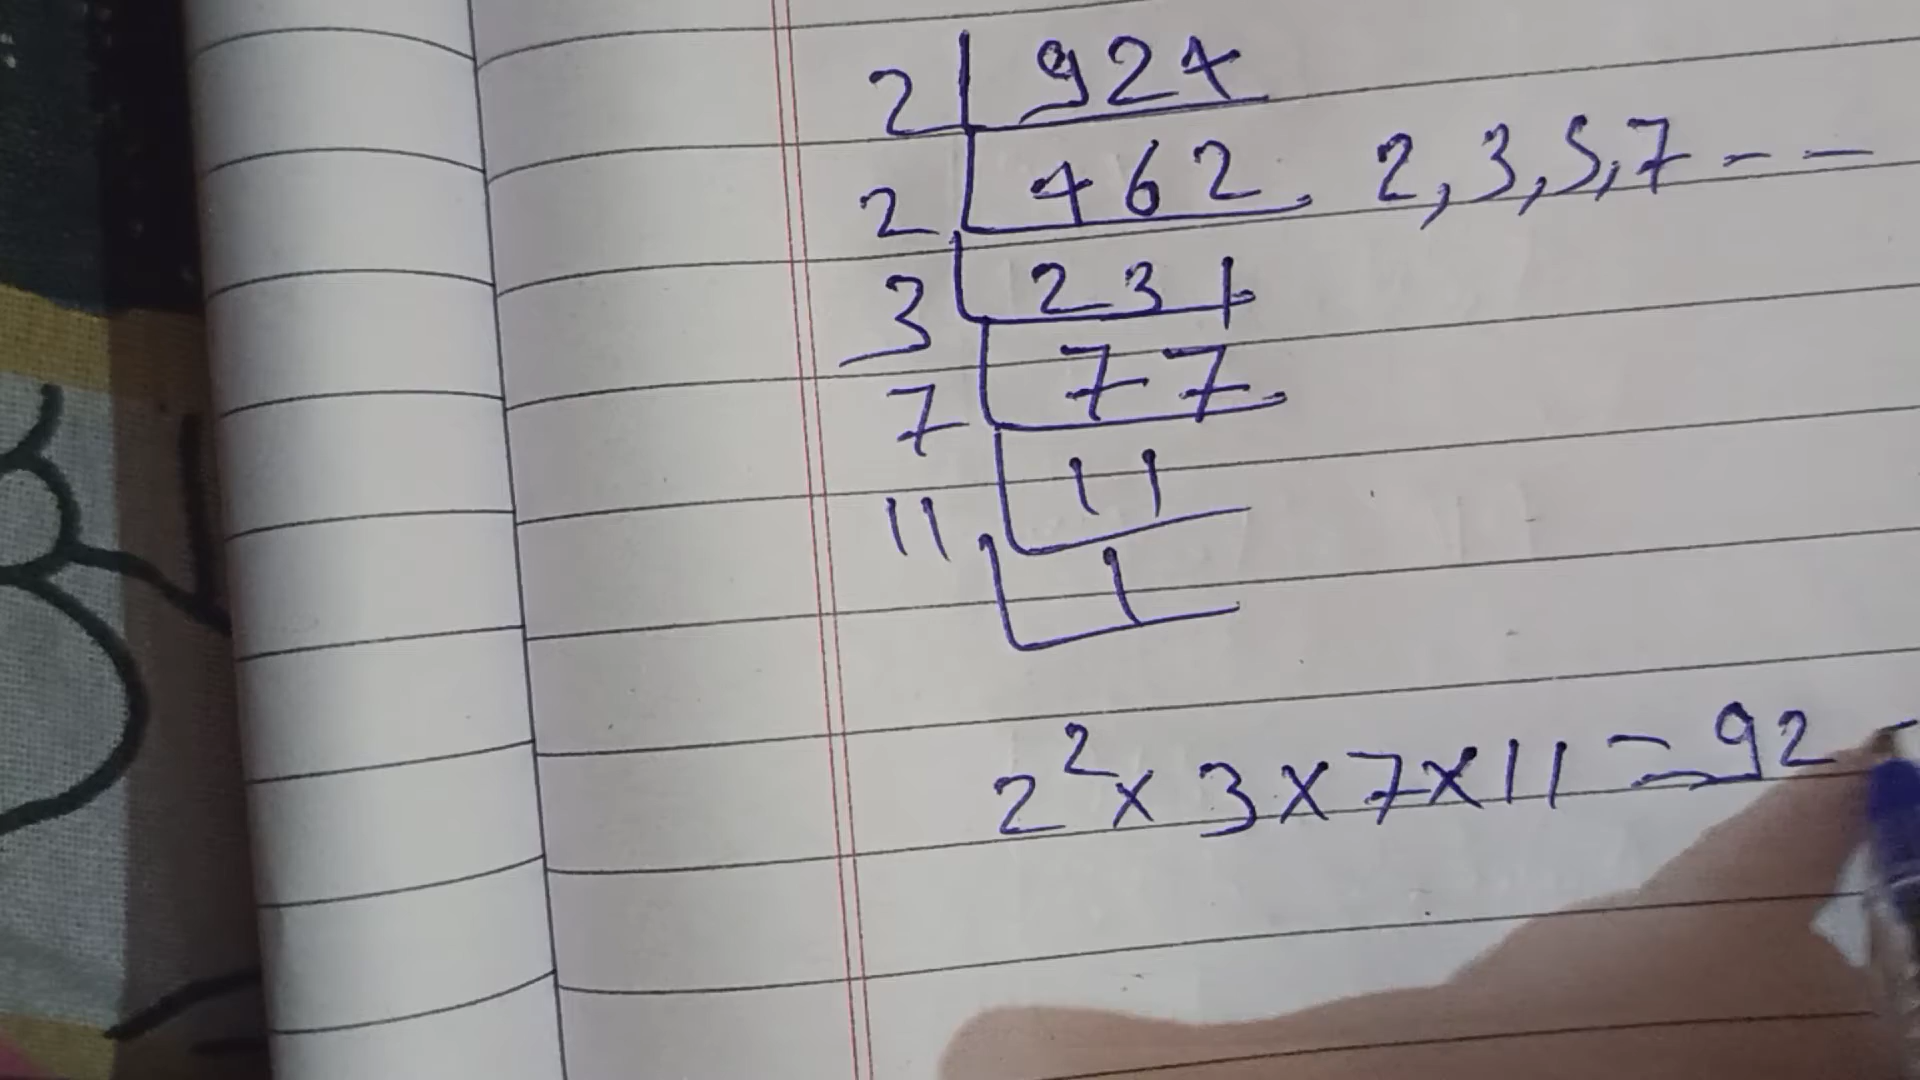 2 | 924
2 | 462 2, 3, 5, 7 - -
3 | 231
7 | 77
11 | 11
1
2² × 3 × 7 × 11 = 92